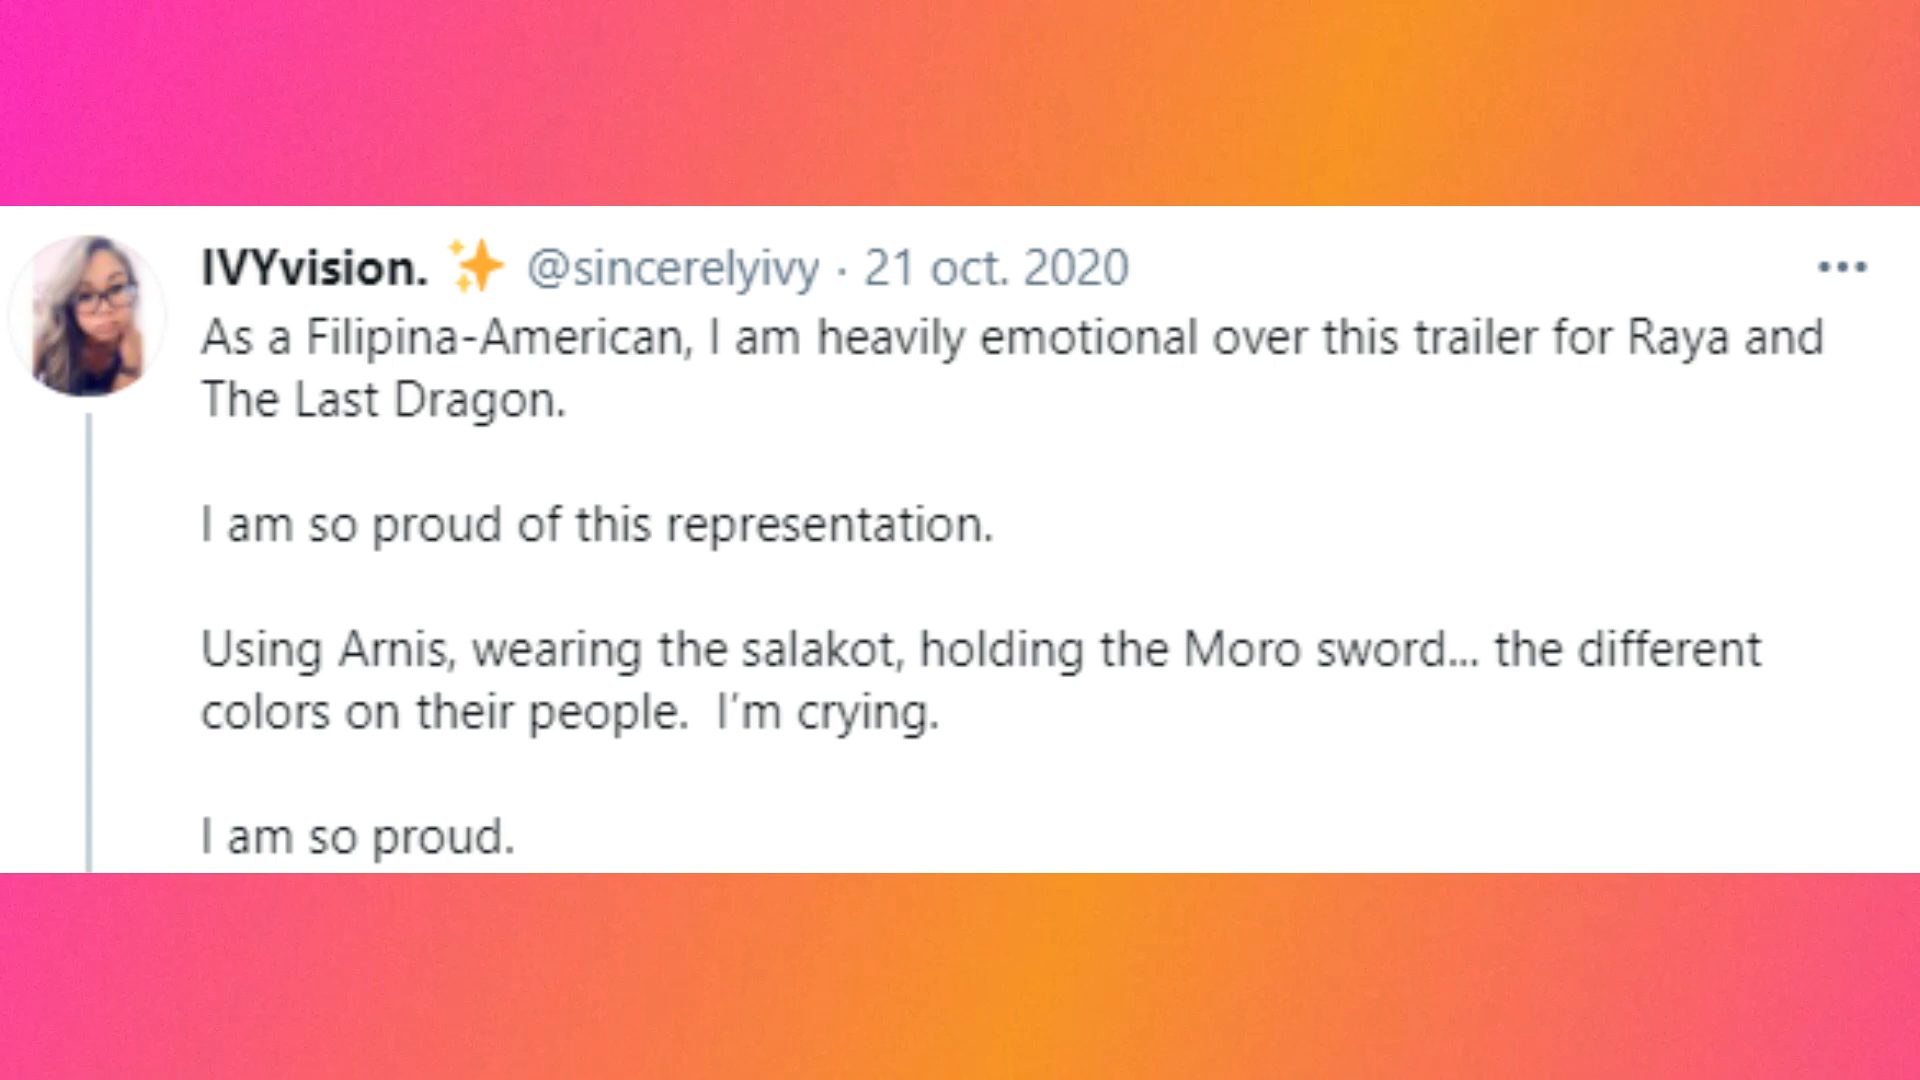 IVYvision. ✨ @sincerelyivy · 21 oct. 2020
As a Filipina-American, I am heavily emotional over this trailer for Raya and
The Last Dragon.
I am so proud of this representation.
Using Arnis, wearing the salakot, holding the Moro sword... the different
colors on their people.  I'm crying.
I am so proud.